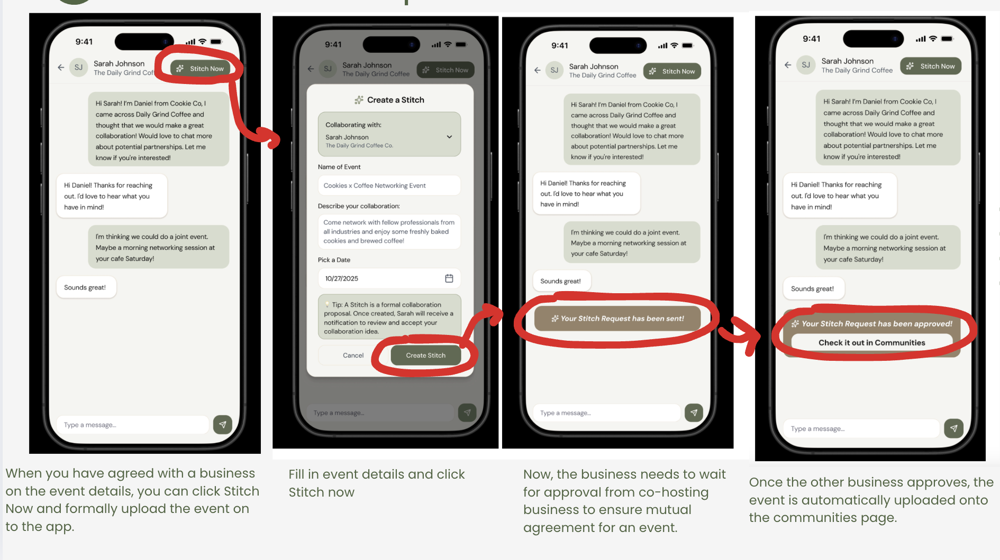 9:41
SJ
Sarah Johnson
The Daily Grind Cof
Stitch Now
Hi Sarah! I'm Daniel from Cookie Co, I
came across Daily Grind Coffee and
thought that we would make a great
collaboration! Would love to chat more
about potential partnerships. Let me
know if you're interested!
Hi Daniel! Thanks for reaching
out. I'd love to hear what you
have in mind!
I'm thinking we could do a joint event.
Maybe a morning networking session at
your cafe Saturday!
Sounds great!
Type a message...
When you have agreed with a business
on the event details, you can click Stitch
Now and formally upload the event on
to the app.
9:41
SJ
Sarah Johnson
The Daily Grind Coffee
Stitch Now
Create a Stitch
Collaborating with:
Sarah Johnson
The Daily Grind Coffee Co.
Name of Event
Cookies x Coffee Networking Event
Describe your collaboration:
Come network with fellow professionals from
all industries and enjoy some freshly baked
cookies and brewed coffee!
Pick a Date
10/27/2025
Tip: A Stitch is a formal collaboration
proposal. Once created, Sarah will receive a
notification to review and accept your
collaboration idea.
Cancel
Create Stitch
Type a message...
Fill in event details and click
Stitch now
9:41
SJ
Sarah Johnson
The Daily Grind Coffee
Stitch Now
Hi Sarah! I'm Daniel from Cookie Co, I
came across Daily Grind Coffee and
thought that we would make a great
collaboration! Would love to chat more
about potential partnerships. Let me
know if you're interested!
Hi Daniel! Thanks for reaching
out. I'd love to hear what you
have in mind!
I'm thinking we could do a joint event.
Maybe a morning networking session at
your cafe Saturday!
Sounds great!
Your Stitch Request has been sent!
Type a message...
Now, the business needs to wait
for approval from co-hosting
business to ensure mutual
agreement for an event.
9:41
SJ
Sarah Johnson
The Daily Grind Coffee
Stitch Now
Hi Sarah! I'm Daniel from Cookie Co, I
came across Daily Grind Coffee and
thought that we would make a great
collaboration! Would love to chat more
about potential partnerships. Let me
know if you're interested!
Hi Daniel! Thanks for reaching
out. I'd love to hear what you
have in mind!
I'm thinking we could do a joint event.
Maybe a morning networking session at
your cafe Saturday!
Sounds great!
Your Stitch Request has been approved!
Check it out in Communities
Type a message...
Once the other business approves, the
event is automatically uploaded onto
the communities page.